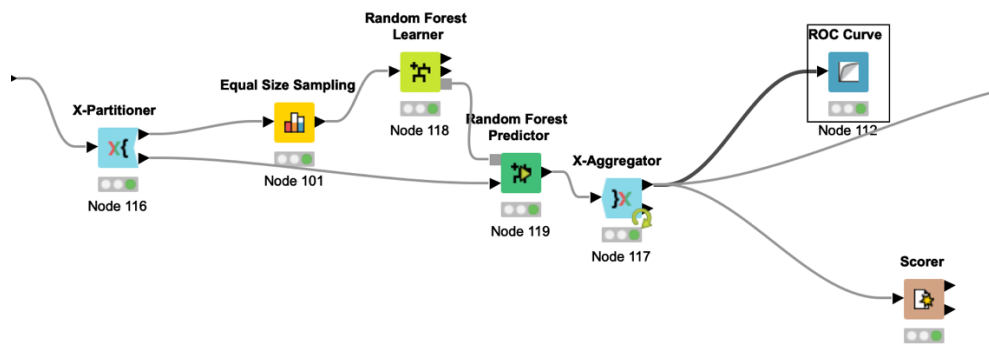 Random Forest
Learner
ROC Curve
Equal Size Sampling
X-Partitioner
Node 118
Random Forest
Predictor
Node 112
X-Aggregator
Node 101
Node 116
Node 119
Node 117
Scorer